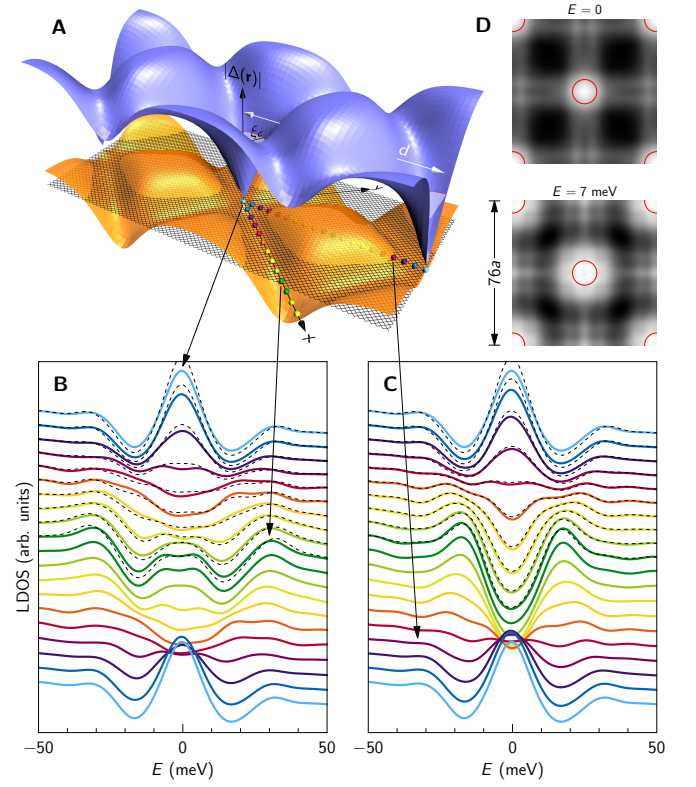 A
|Δ(r)|
ξc
d
y
x
D
E = 0
E = 7 meV
76a
B
C
LDOS (arb. units)
−50 0 50
E (meV)
−50 0 50
E (meV)